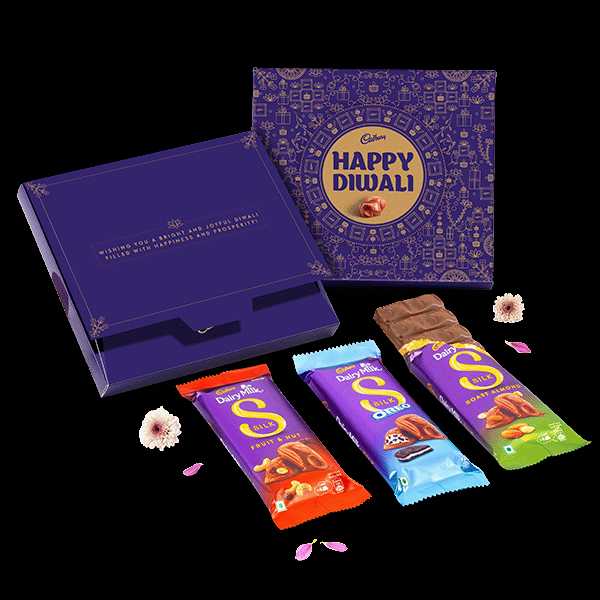 Cadbury
HAPPY
DIWALI
WISHING YOU A BRIGHT AND JOYFUL DIWALI
FILLED WITH HAPPINESS AND PROSPERITY!
Cadbury
Dairy Milk
S
SILK
FRUIT & NUT
Cadbury
Dairy Milk
S
SILK
OREO
Cadbury
Dairy Milk
S
SILK
ROAST ALMOND